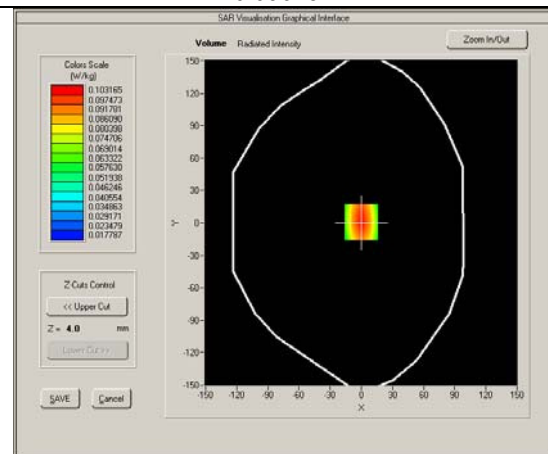 SAR Visualisation Graphical Interface
Volume Radiated Intensity
Zoom In/Out
Colors Scale
(W/kg)
0.103165
0.097473
0.091781
0.086090
0.080398
0.074706
0.069014
0.063322
0.057630
0.051938
0.046246
0.040554
0.034863
0.029171
0.023479
0.017787
Z-Cuts Control
<< Upper Cut
Z = 4.0 mm
Lower Cut >>
SAVE Cancel
150
120
90
60
30
0
-30
-60
-90
-120
-150
Y
-150 -120 -90 -60 -30 0 30 60 90 120 150
X